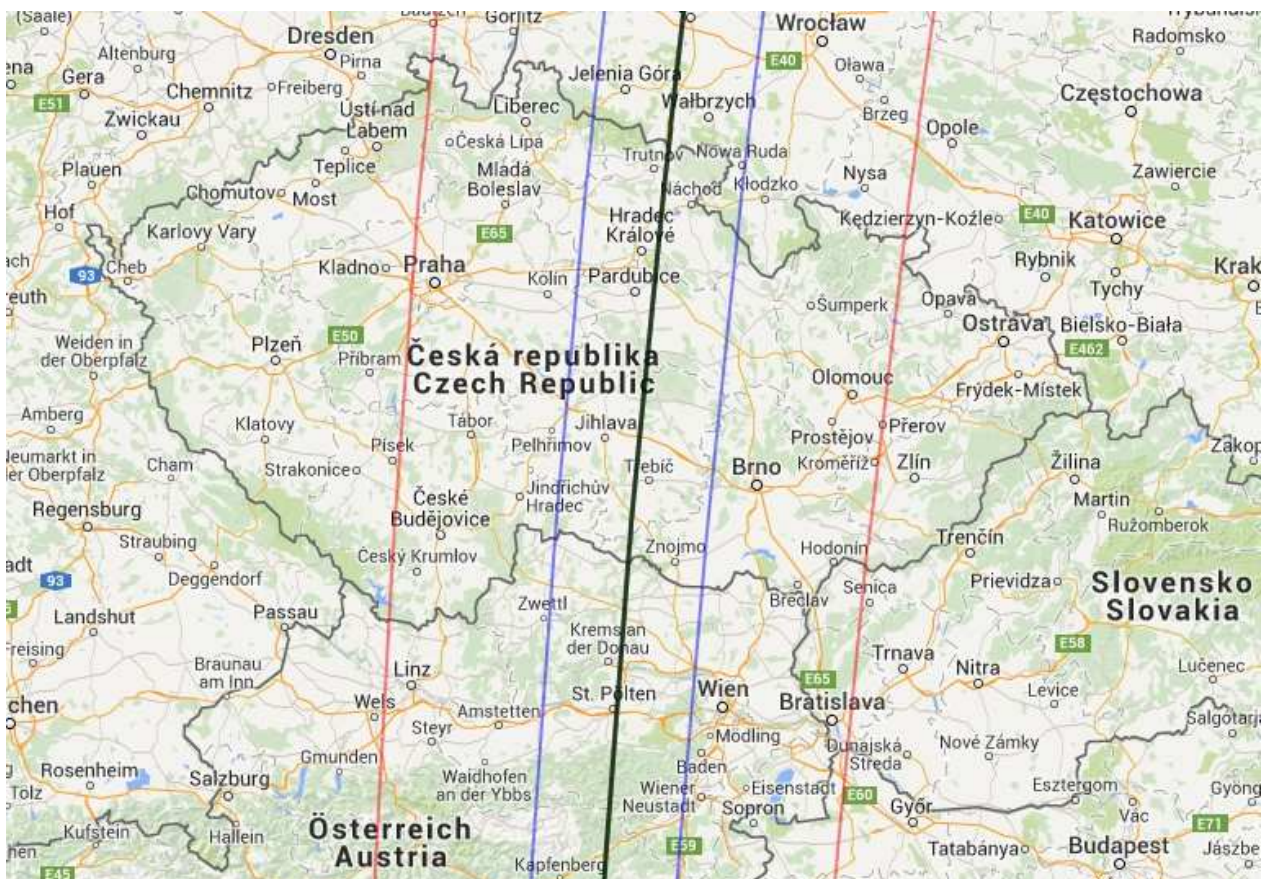 (Saale)
Bautzen
Görlitz
Wrocław
Dresden
Radomsko
Altenburg
Pirna
Jelenia Góra
E40
Oława
Gera
E51
Freiberg
Chemnitz
Ústí nad
Labem
Liberec
Wałbrzych
Brzeg
Częstochowa
Zwickau
Opole
Teplice
Česká Lípa
Trutnov
Nowa Ruda
Plauen
Mladá
Boleslav
Zawiercie
Chomutov
Most
Náchod
Kłodzko
Nysa
Hof
Hradec
Králové
Kędzierzyn-Koźle
E40
Katowice
Karlovy Vary
E65
93
Cheb
Kladno
Praha
Kolín
Pardubice
Rybnik
Tychy
Krak
Šumperk
Opava
Weiden in
der Oberpfalz
Plzeň
E50
Příbram
Ostrava
Bielsko-Biała
E462
Česká republika
Czech Republic
Olomouc
Frýdek-Místek
Amberg
Klatovy
Tábor
Jihlava
Pelhřimov
Prostějov
Přerov
Neumarkt in
der Oberpfalz
Cham
Strakonice
Písek
Třebíč
Brno
Kroměříž
Zlín
Žilina
Zákop
Regensburg
České
Budějovice
Jindřichův
Hradec
Martin
Ružomberok
Straubing
Český Krumlov
Znojmo
Hodonín
Trenčín
93
Deggendorf
Senica
Prievidza
Slovensko
Slovakia
Landshut
Passau
Zwettl
Břeclav
Krems an
der Donau
E58
Freising
Braunau
am Inn
Linz
E65
Trnava
Nitra
Lučenec
chen
Wels
St. Pölten
Wien
Bratislava
Levice
Amstetten
Steyr
Mödling
Salgótarj
Gmunden
Dunajská
Streda
Nové Zámky
Rosenheim
Salzburg
Waidhofen
an der Ybbs
Baden
Wiener
Neustadt
Eisenstadt
Esztergom
Tolz
E60
Sopron
Győr
Gyöng
Vác
Kufstein
Hallein
Österreich
Austria
E71
E45
Kapfenberg
E59
Tatabánya
Budapest
Jászbe